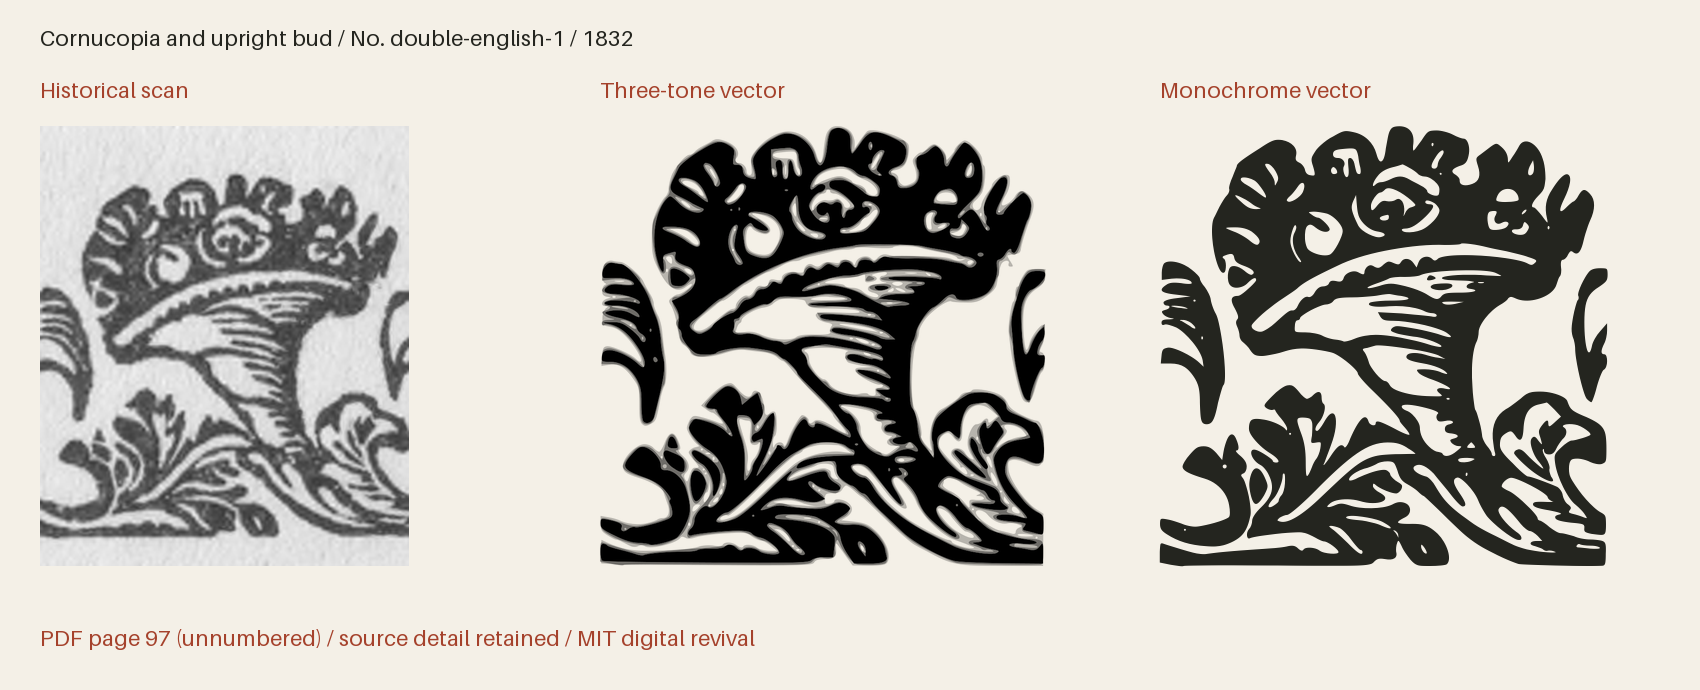 Cornucopia and upright bud / No. double-english-1 / 1832
Historical scan
Three-tone vector
Monochrome vector
PDF page 97 (unnumbered) / source detail retained / MIT digital revival